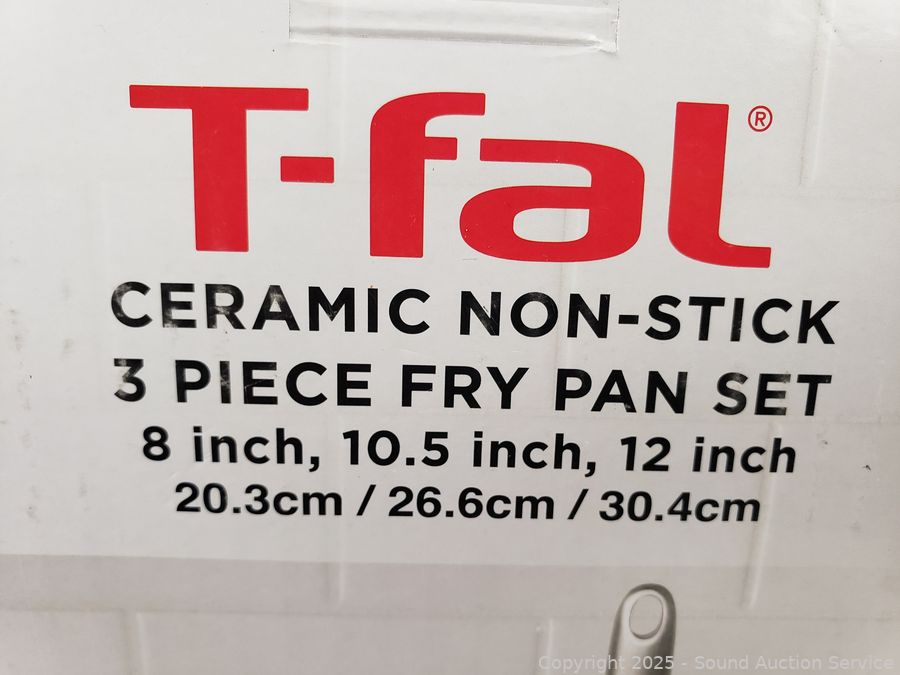 T-fal®
CERAMIC NON-STICK
3 PIECE FRY PAN SET
8 inch, 10.5 inch, 12 inch
20.3cm / 26.6cm / 30.4cm
Copyright 2025 - Sound Auction Service